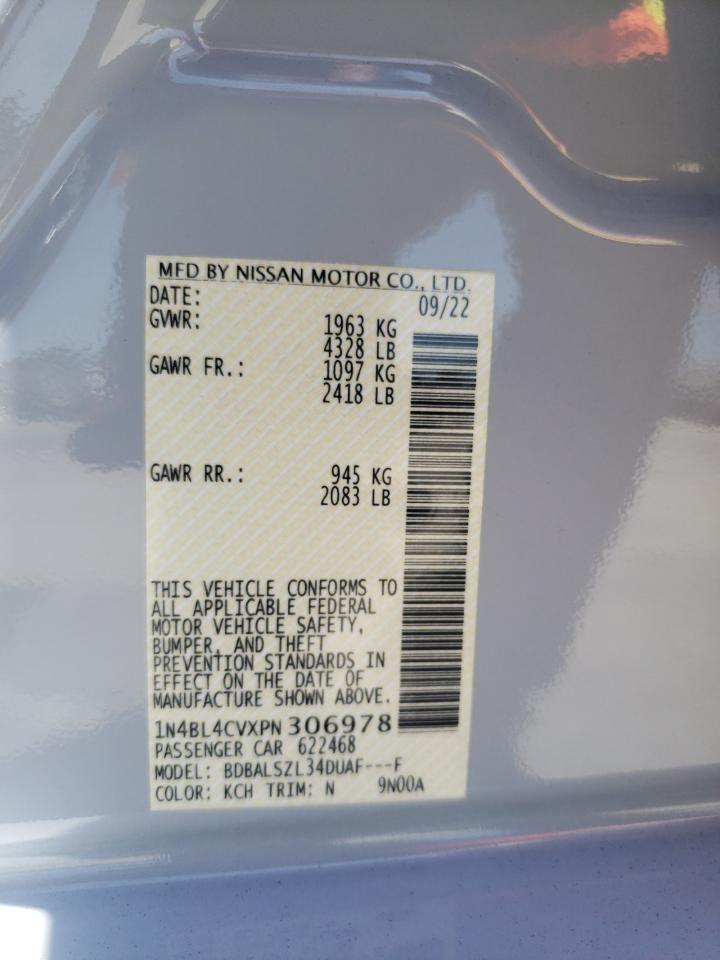 MFD BY NISSAN MOTOR CO., LTD.
DATE: 09/22
GVWR: 1963 KG
4328 LB
GAWR FR.: 1097 KG
2418 LB
GAWR RR.: 945 KG
2083 LB
THIS VEHICLE CONFORMS TO
ALL APPLICABLE FEDERAL
MOTOR VEHICLE SAFETY,
BUMPER, AND THEFT
PREVENTION STANDARDS IN
EFFECT ON THE DATE OF
MANUFACTURE SHOWN ABOVE.
1N4BL4CVXPN306978
PASSENGER CAR 622468
MODEL: BDBALSZL34DUAF---F
COLOR: KCH TRIM: N 9N00A